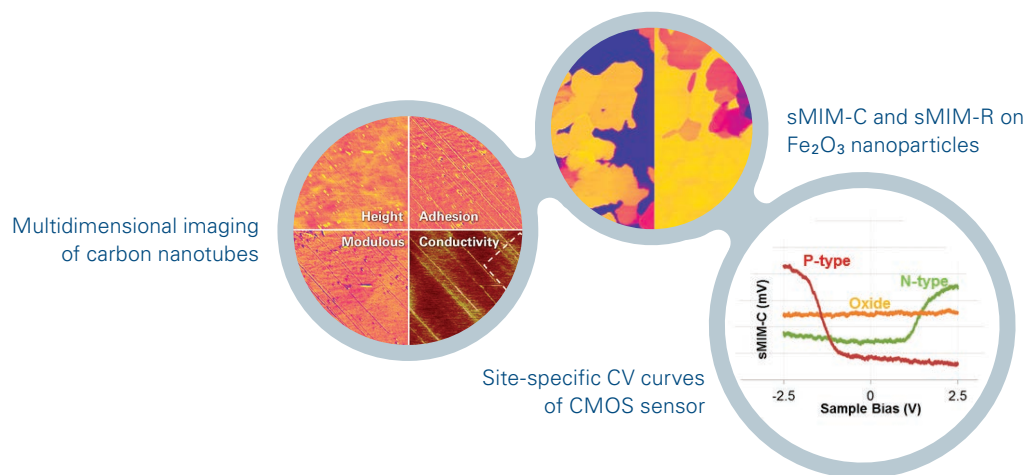 sMIM-C and sMIM-R on
Fe₂O₃ nanoparticles
Multidimensional imaging
of carbon nanotubes
Height
Adhesion
Modulous
Conductivity
Site-specific CV curves
of CMOS sensor
P-type
N-type
Oxide
sMIM-C (mV)
-2.5
0
2.5
Sample Bias (V)